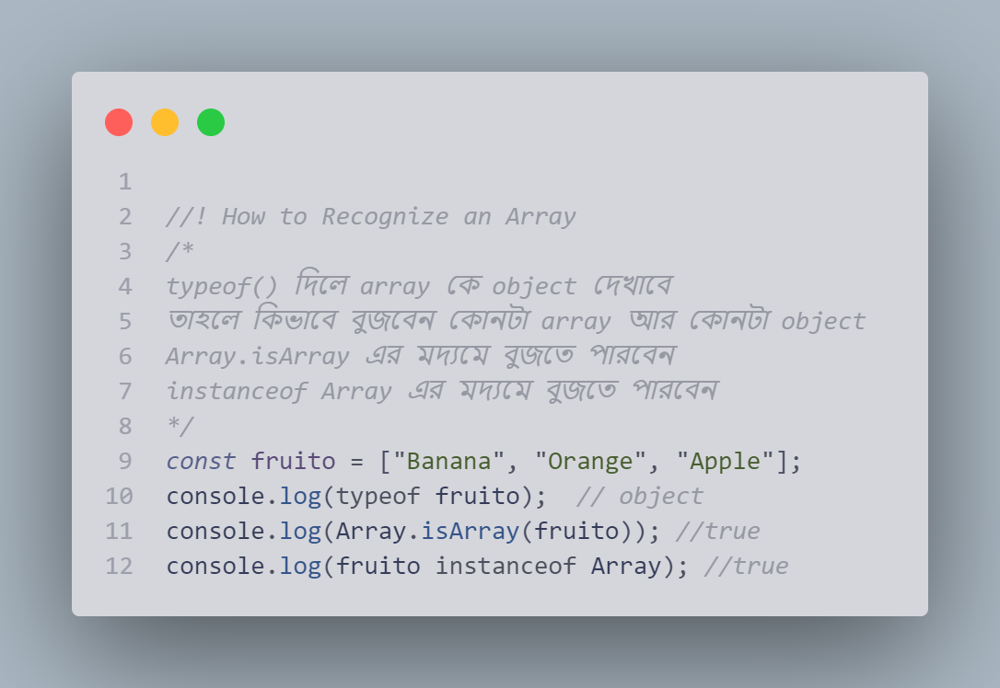 1
2 //! How to Recognize an Array
3 /*
4 typeof() দিলে array কে object দেখাবে
5 তাহলে কিভাবে বুজবেন কোনটা array আর কোনটা object
6 Array.isArray এর মদ্যমে বুজতে পারবেন
7 instanceof Array এর মদ্যমে বুজতে পারবেন
8 */
9 const fruito = ["Banana", "Orange", "Apple"];
10 console.log(typeof fruito);  // object
11 console.log(Array.isArray(fruito)); //true
12 console.log(fruito instanceof Array); //true